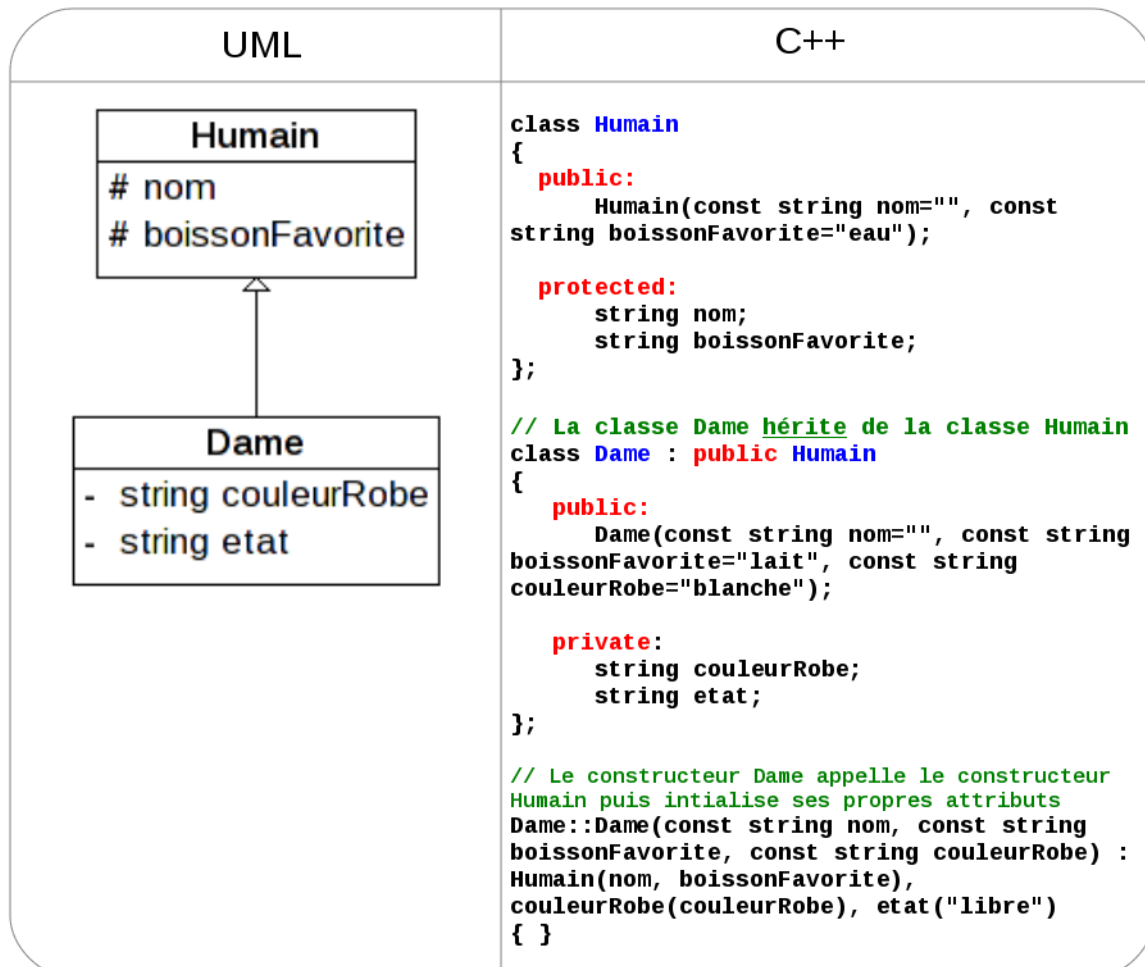 UML
C++
Humain
# nom
# boissonFavorite
Dame
- string couleurRobe
- string etat
class Humain
{
public:
Humain(const string nom="", const
string boissonFavorite="eau");
protected:
string nom;
string boissonFavorite;
};
// La classe Dame hérite de la classe Humain
class Dame : public Humain
{
public:
Dame(const string nom="", const string
boissonFavorite="lait", const string
couleurRobe="blanche");
private:
string couleurRobe;
string etat;
};
// Le constructeur Dame appelle le constructeur
Humain puis intialise ses propres attributs
Dame::Dame(const string nom, const string
boissonFavorite, const string couleurRobe) :
Humain(nom, boissonFavorite),
couleurRobe(couleurRobe), etat("libre")
{ }